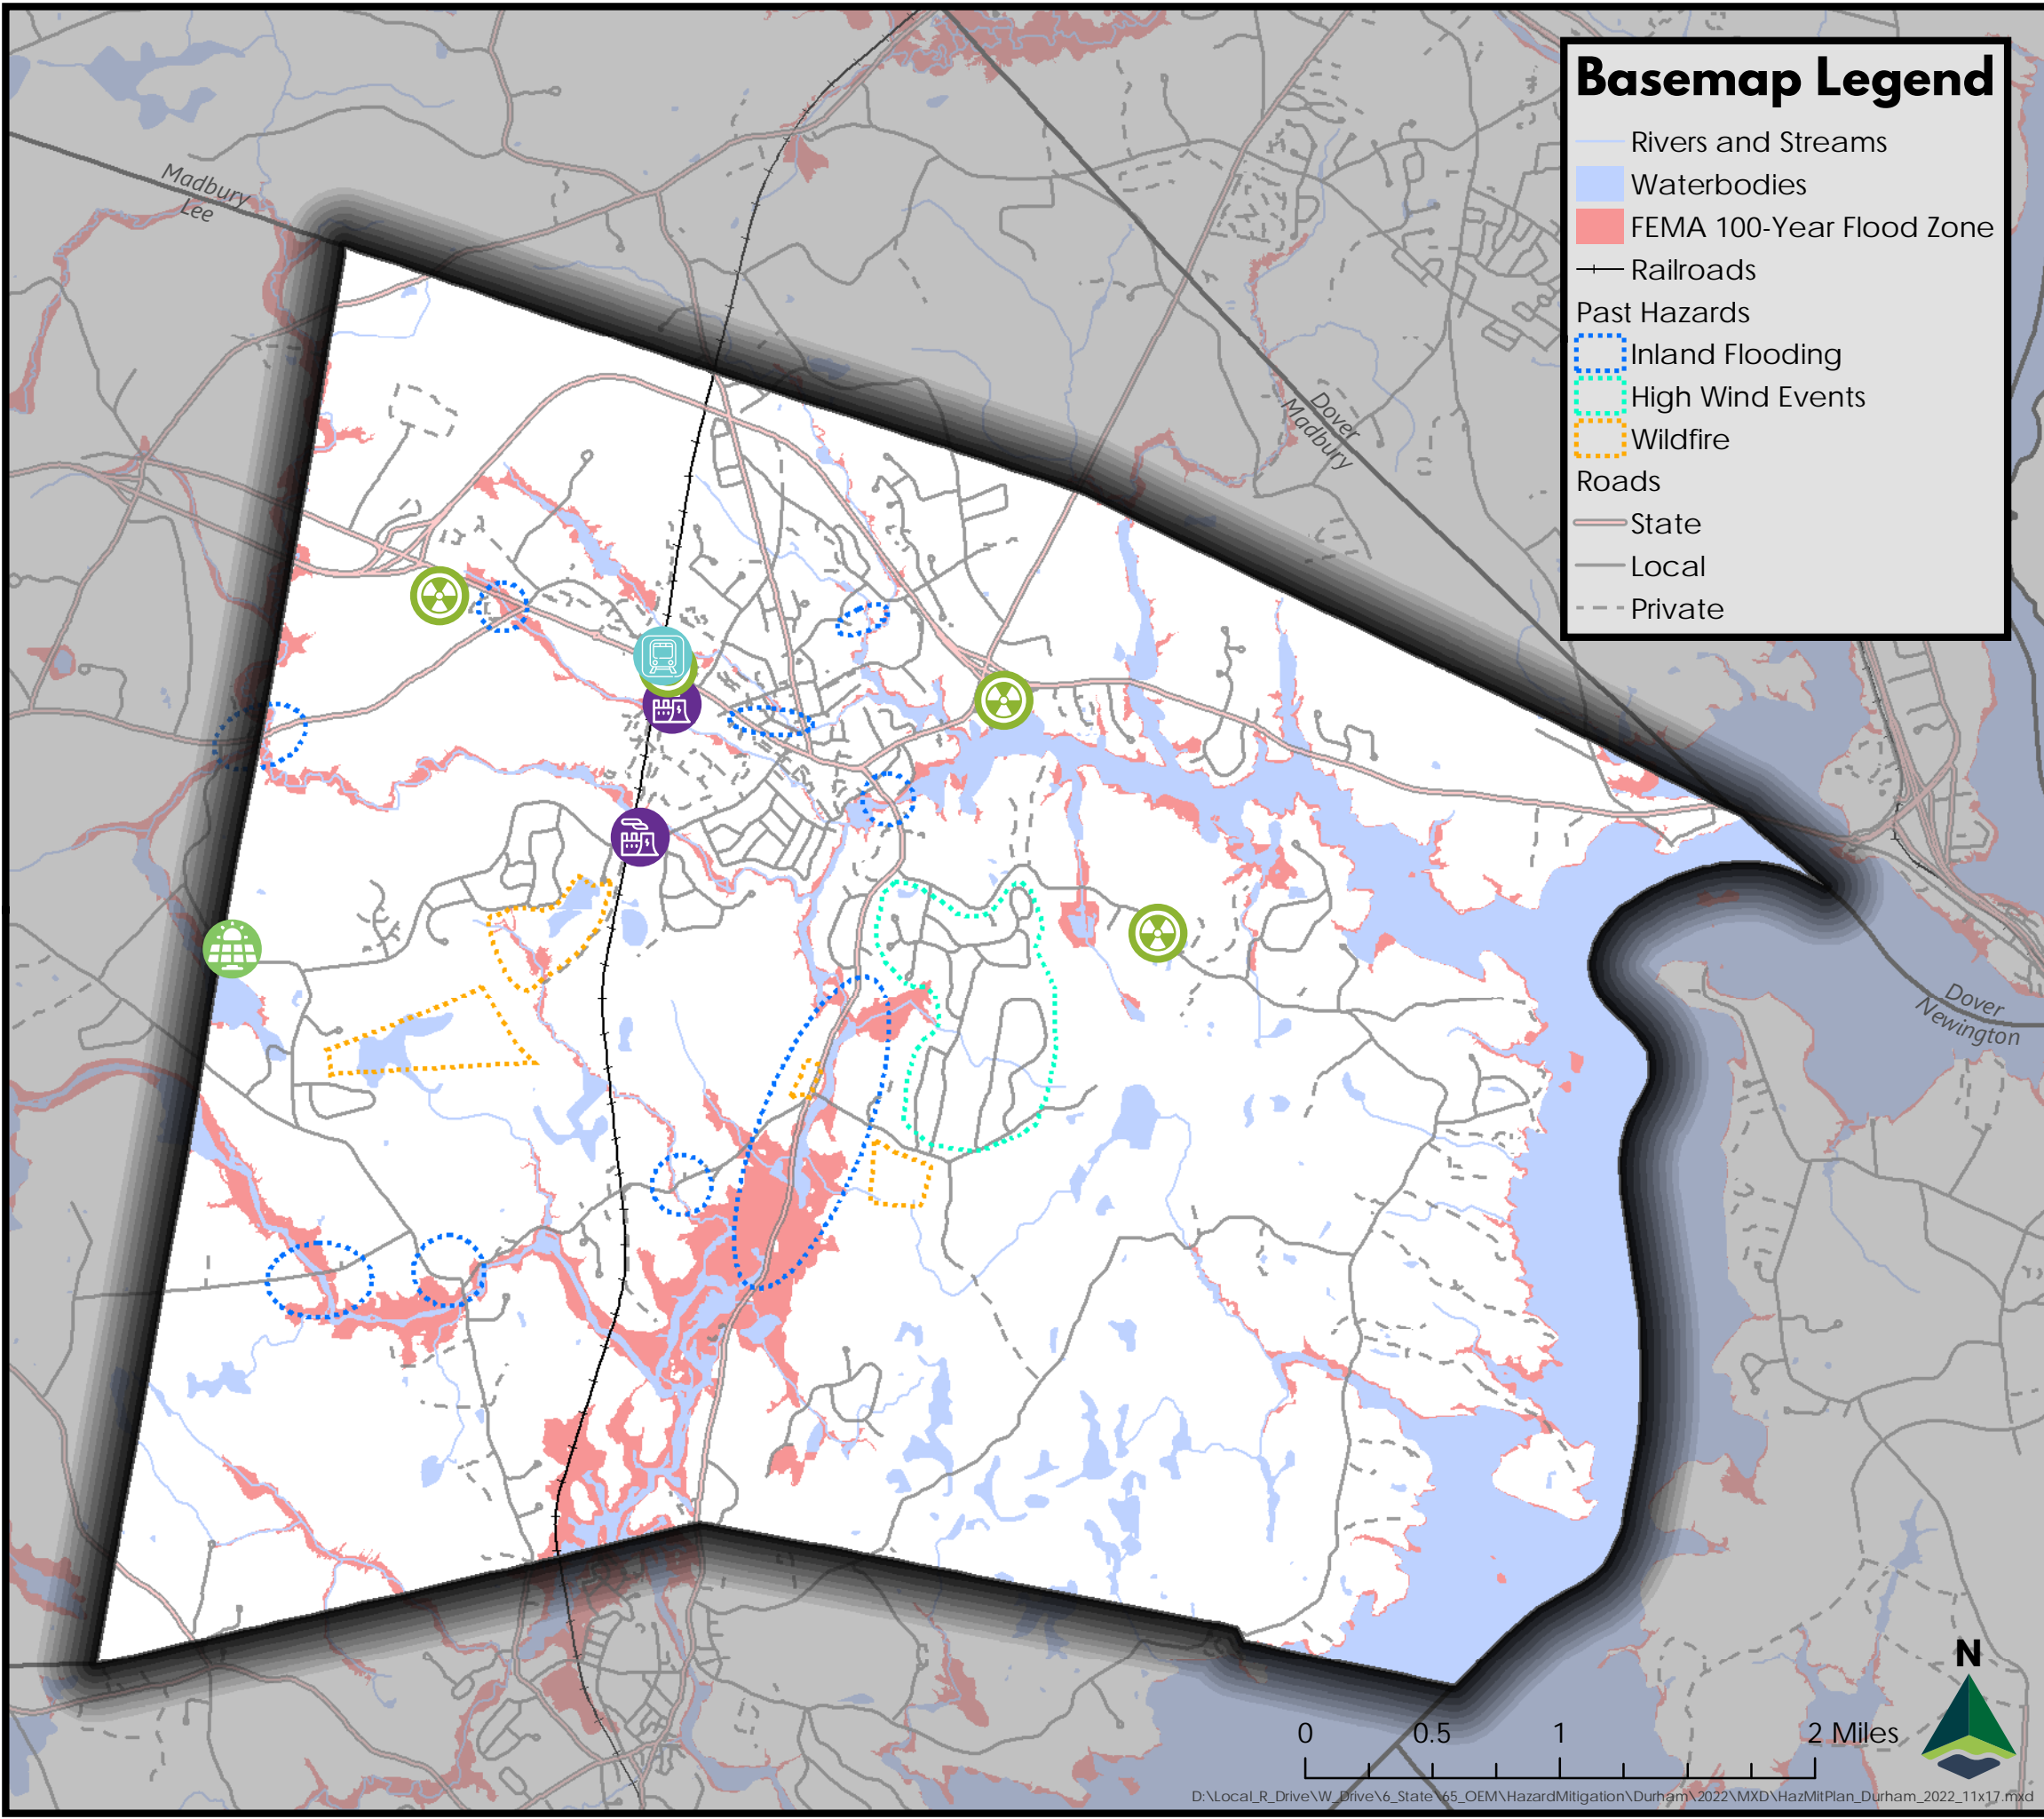 Basemap Legend
Rivers and Streams
Waterbodies
FEMA 100-Year Flood Zone
Railroads
Past Hazards
Inland Flooding
High Wind Events
Wildfire
Roads
State
Local
Private
Madbury
Lee
Dover
Madbury
Dover
Newington
N
0 0.5 1 2 Miles
D:\Local_R_Drive\W_Drive\6_State\65_OEM\HazardMitigation\Durham\2022\MXD\HazMitPlan_Durham_2022_11x17.mxd